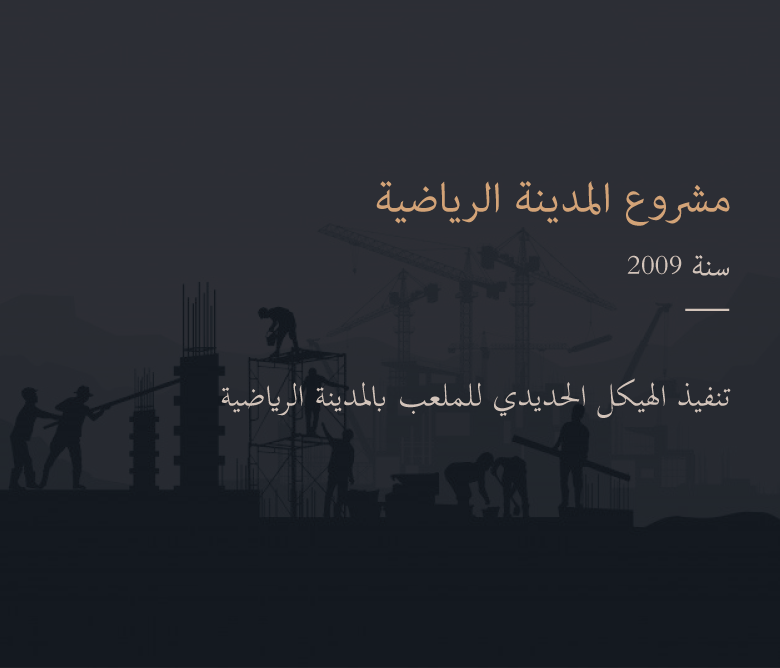 مشروع المدينة الرياضية
سنة 2009
تنفيذ الهيكل الحديدي للملعب بالمدينة الرياضية